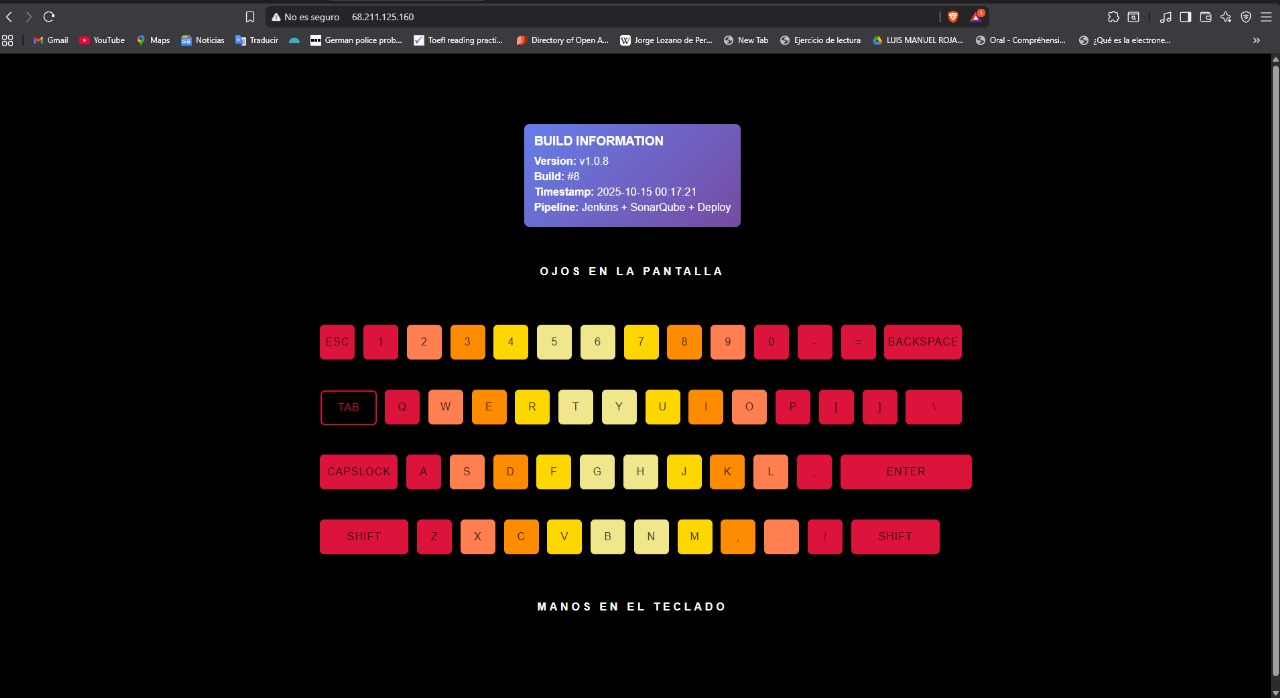 No es seguro 68.211.125.160
Gmail YouTube Maps Noticias Traducir German police prob... Toefl reading practi... Directory of Open A... Jorge Lozano de Per... New Tab Ejercicio de lectura LUIS MANUEL ROJA... Oral - Compréhensi... ¿Qué es la electrone... »
BUILD INFORMATION
Version: v1.0.8
Build: #8
Timestamp: 2025-10-15 00:17:21
Pipeline: Jenkins + SonarQube + Deploy
OJOS EN LA PANTALLA
ESC 1 2 3 4 5 6 7 8 9 0 - = BACKSPACE
TAB Q W E R T Y U I O P [ ] \
CAPSLOCK A S D F G H J K L ; ENTER
SHIFT Z X C V B N M , . / SHIFT
MANOS EN EL TECLADO